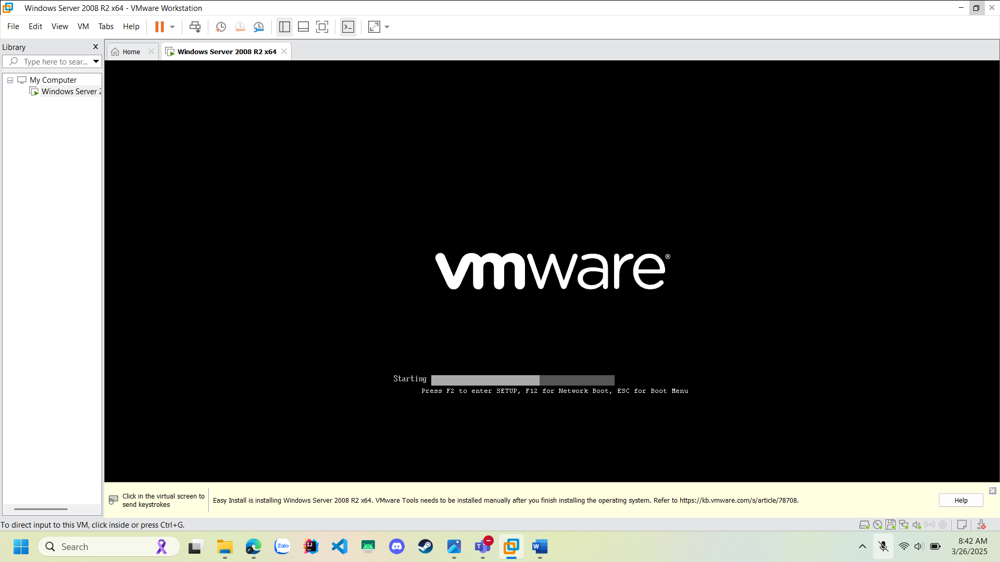 Windows Server 2008 R2 x64 - VMware Workstation
File Edit View VM Tabs Help
Library
Type here to sear...
My Computer
Windows Server 2
Home
Windows Server 2008 R2 x64
vmware®
Starting
Press F2 to enter SETUP, F12 for Network Boot, ESC for Boot Menu
Click in the virtual screen to
send keystrokes
Easy Install is installing Windows Server 2008 R2 x64. VMware Tools needs to be installed manually after you finish installing the operating system. Refer to https://kb.vmware.com/s/article/78708.
Help
To direct input to this VM, click inside or press Ctrl+G.
Search
Zalo
IJ
T
W
8:42 AM
3/26/2025